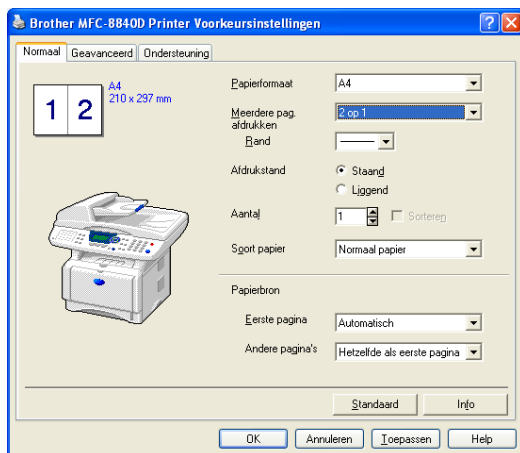 Brother MFC-8840D Printer Voorkeursinstellingen
Normaal Geavanceerd Ondersteuning
A4
210 x 297 mm
1 2
Papierformaat A4
Meerdere pag. afdrukken 2 op 1
Rand
Afdrukstand Staand
Liggend
Aantal 1 Sorteren
Soort papier Normaal papier
Papierbron
Eerste pagina Automatisch
Andere pagina's Hetzelfde als eerste pagina
Standaard Info
OK Annuleren Toepassen Help